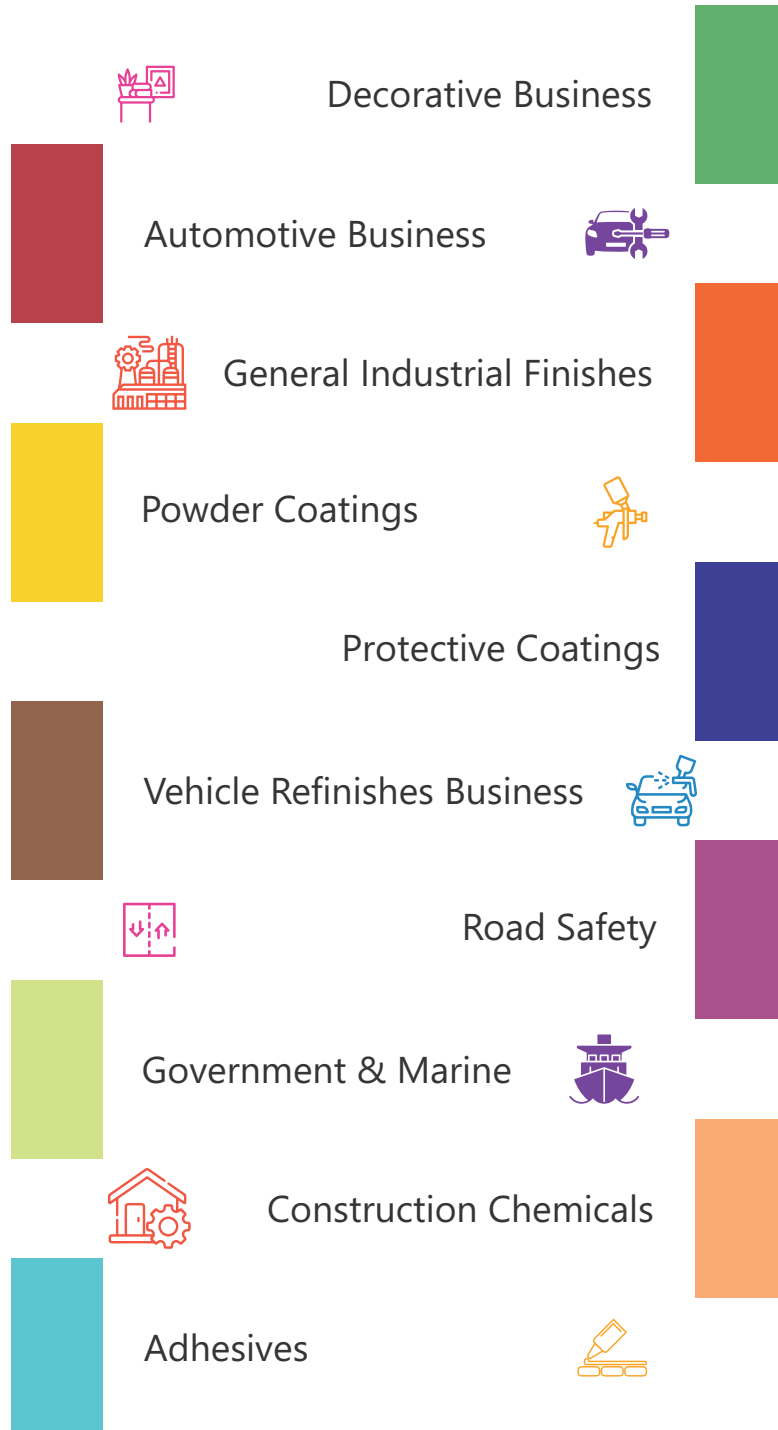 Decorative Business
Automotive Business
General Industrial Finishes
Powder Coatings
Protective Coatings
Vehicle Refinishes Business
Road Safety
Government & Marine
Construction Chemicals
Adhesives